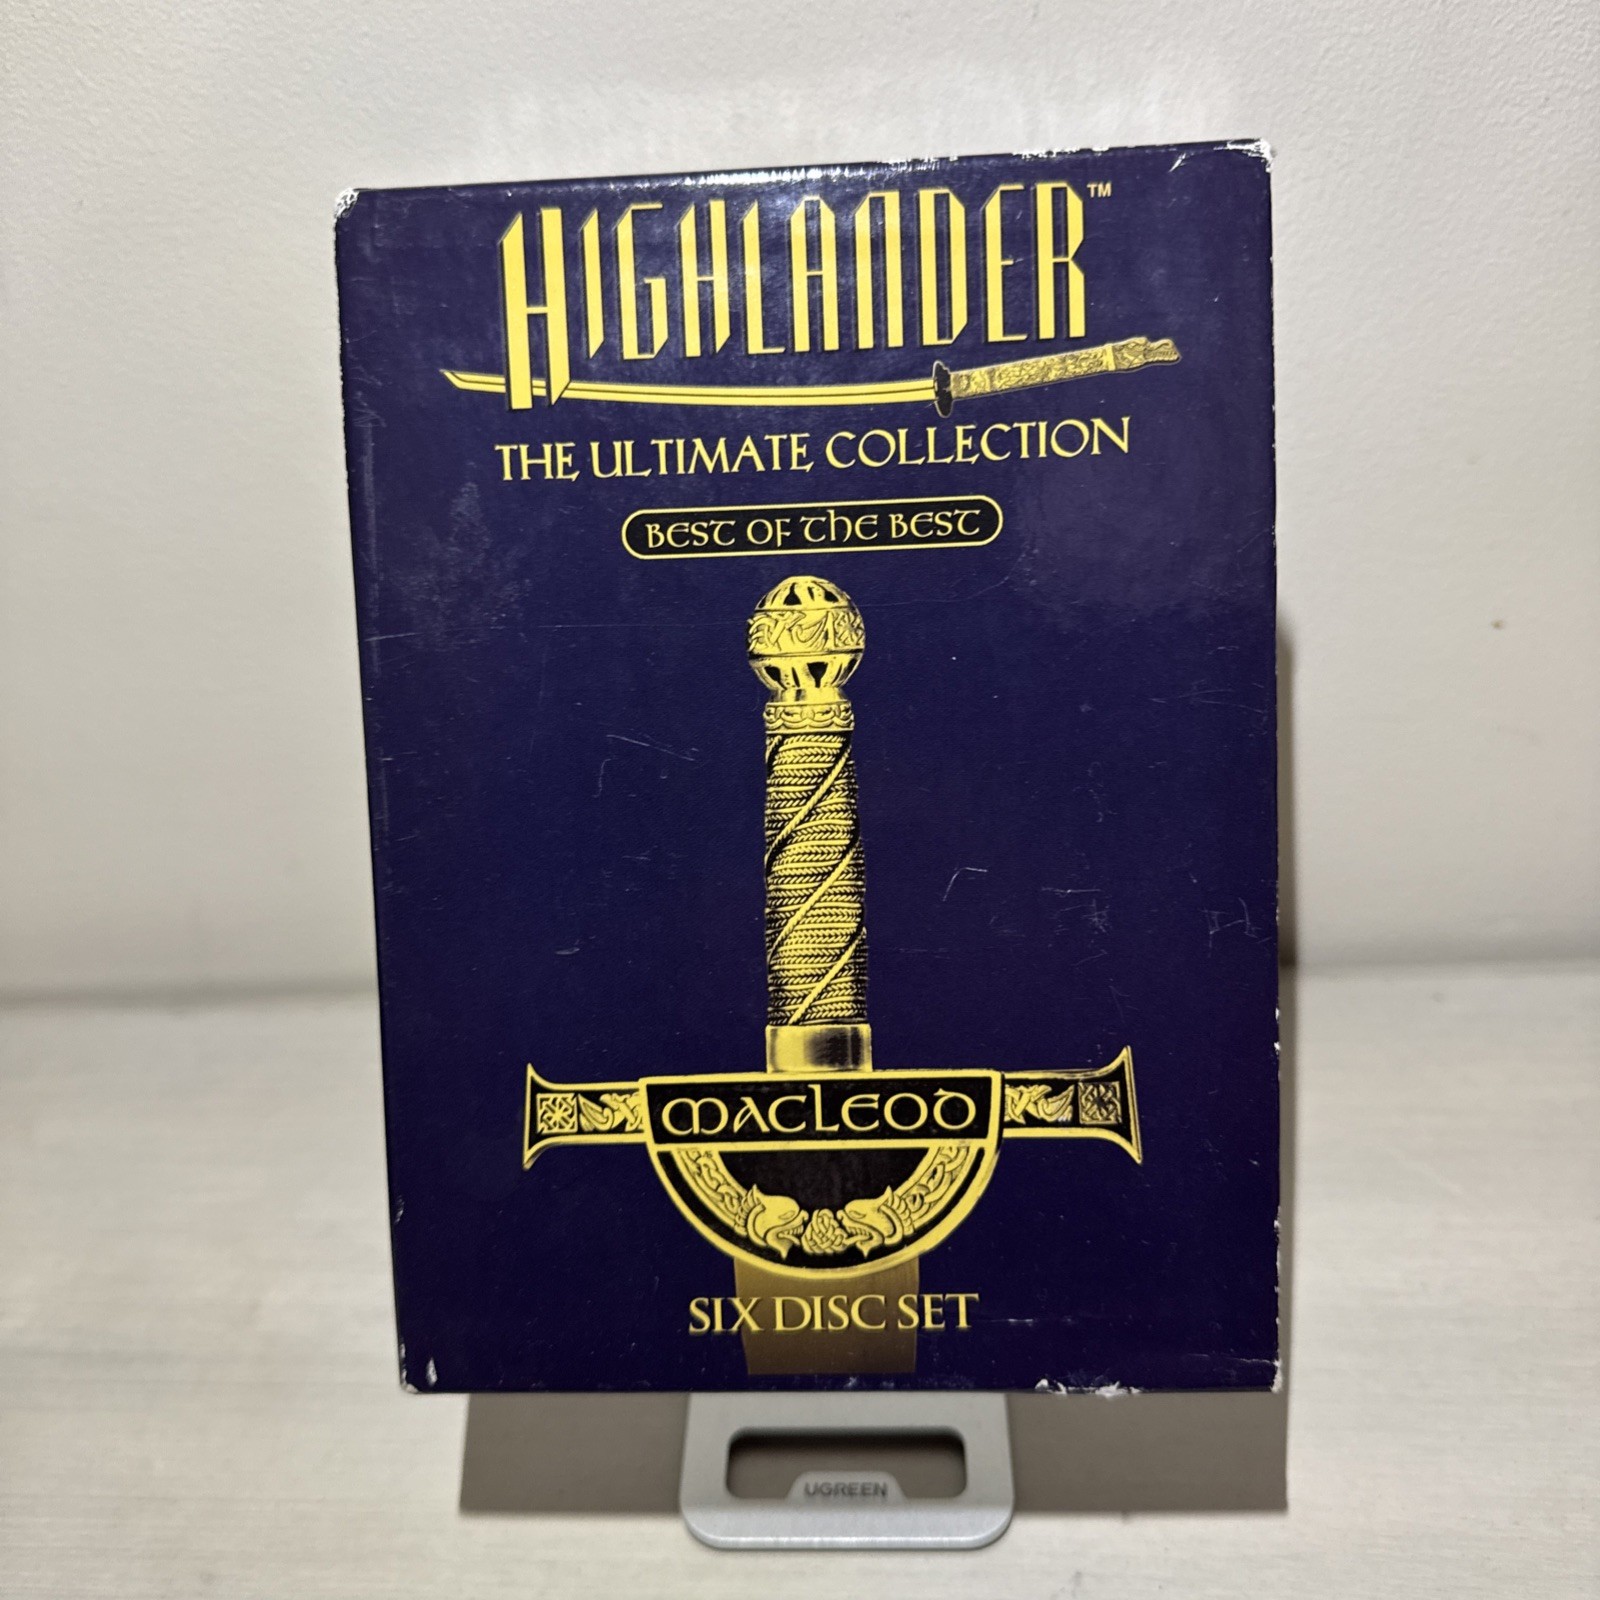 HIGHLANDER™
THE ULTIMATE COLLECTION
BEST OF THE BEST
MACLEOD
SIX DISC SET
UGREEN